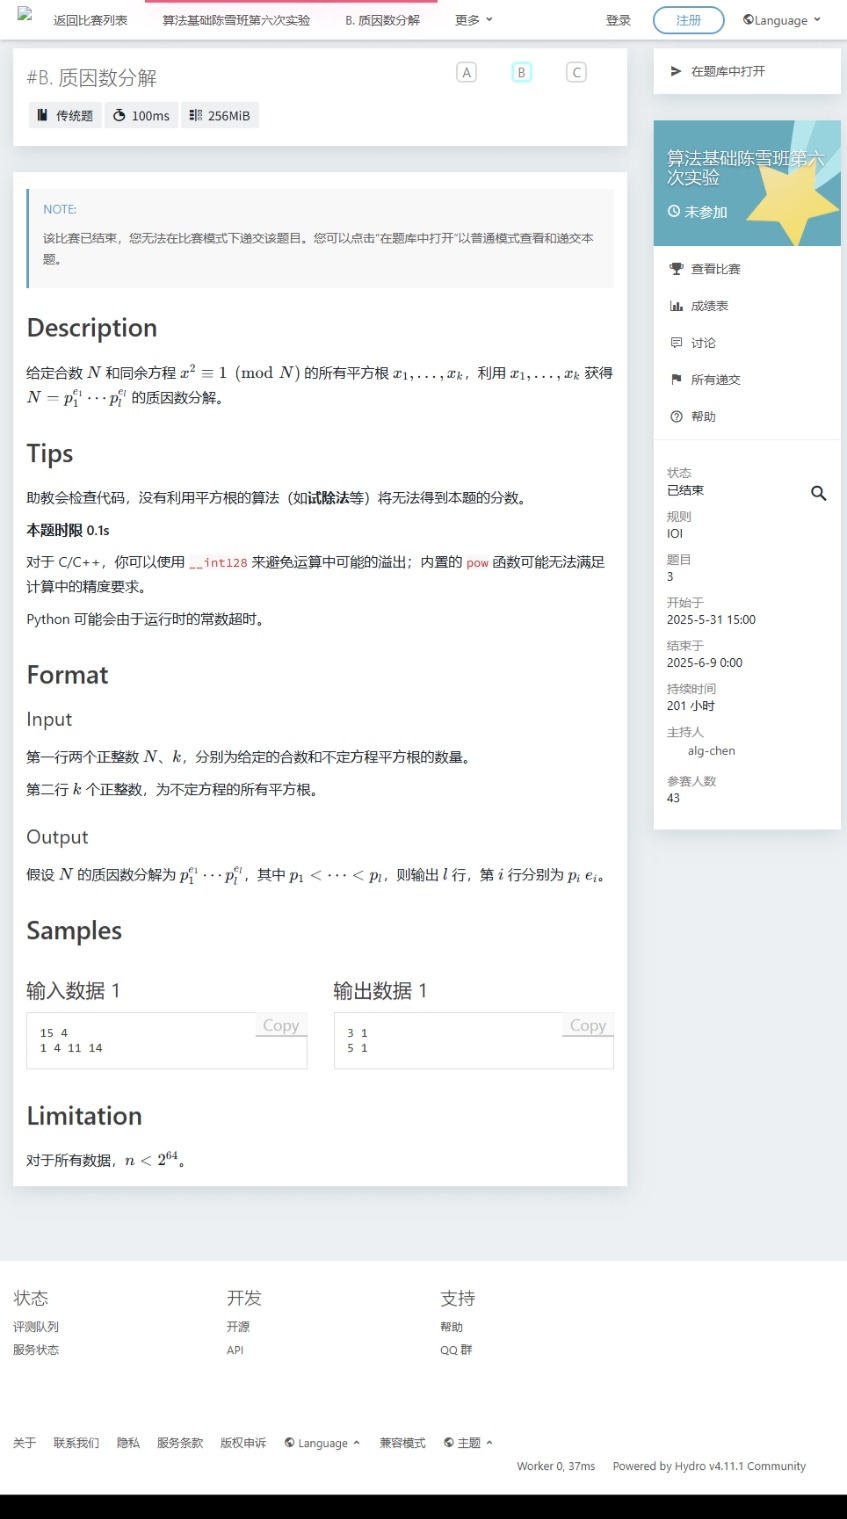 返回比赛列表 算法基础陈雪班第六次实验 B. 质因数分解 更多 登录 注册 Language
#B. 质因数分解
A B C
传统题 100ms 256MiB
NOTE:
该比赛已结束，您无法在比赛模式下递交该题目。您可以点击“在题库中打开”以普通模式查看和递交本
题。
Description
给定合数 N 和同余方程 x² ≡ 1 (mod N) 的所有平方根 x₁, . . . , xₖ，利用 x₁, . . . , xₖ 获得
N = p₁^{e₁} · · · p_l^{e_l} 的质因数分解。
Tips
助教会检查代码，没有利用平方根的算法（如试除法等）将无法得到本题的分数。
本题时限 0.1s
对于 C/C++，你可以使用 __int128 来避免运算中可能的溢出；内置的 pow 函数可能无法满足
计算中的精度要求。
Python 可能会由于运行时的常数超时。
Format
Input
第一行两个正整数 N、k，分别为给定的合数和不定方程平方根的数量。
第二行 k 个正整数，为不定方程的所有平方根。
Output
假设 N 的质因数分解为 p₁^{e₁} · · · p_l^{e_l}，其中 p₁ < · · · < p_l，则输出 l 行，第 i 行分别为 pᵢ eᵢ。
Samples
输入数据 1
Copy
15 4
1 4 11 14
输出数据 1
Copy
3 1
5 1
Limitation
对于所有数据，n < 2⁶⁴。
在题库中打开
算法基础陈雪班第六
次实验
未参加
查看比赛
成绩表
讨论
所有递交
帮助
状态
已结束
规则
IOI
题目
3
开始于
2025-5-31 15:00
结束于
2025-6-9 0:00
持续时间
201 小时
主持人
alg-chen
参赛人数
43
状态
评测队列
服务状态
开发
开源
API
支持
帮助
QQ 群
关于 联系我们 隐私 服务条款 版权申诉 Language 兼容模式 主题
Worker 0, 37ms Powered by Hydro v4.11.1 Community